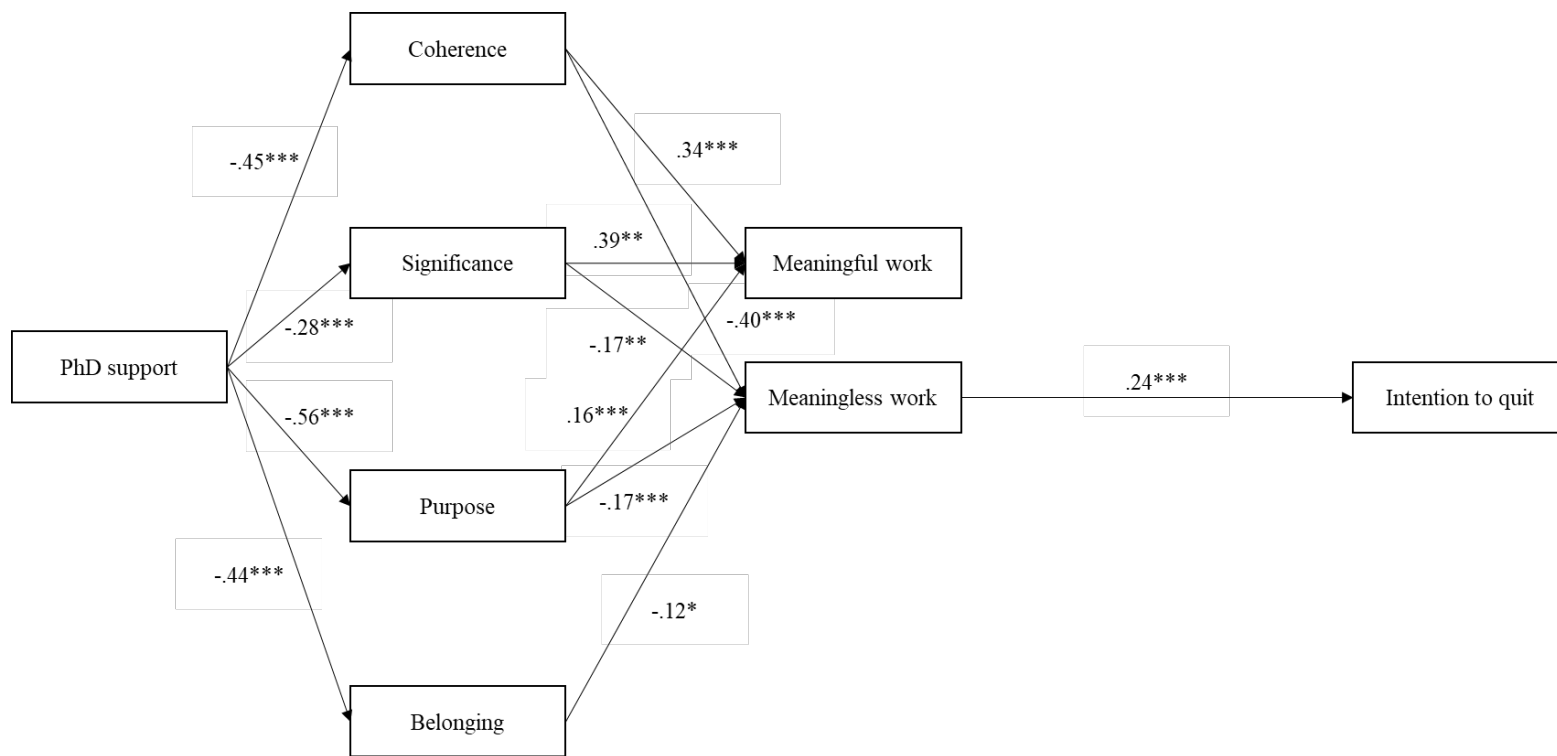 Coherence
.34***
-.45***
Significance
.39**
Meaningful work
-.28***
-.17**
-.40***
PhD support
-.56***
.16***
Meaningless work
.24***
Intention to quit
Purpose
-.17***
-.44***
-.12*
Belonging